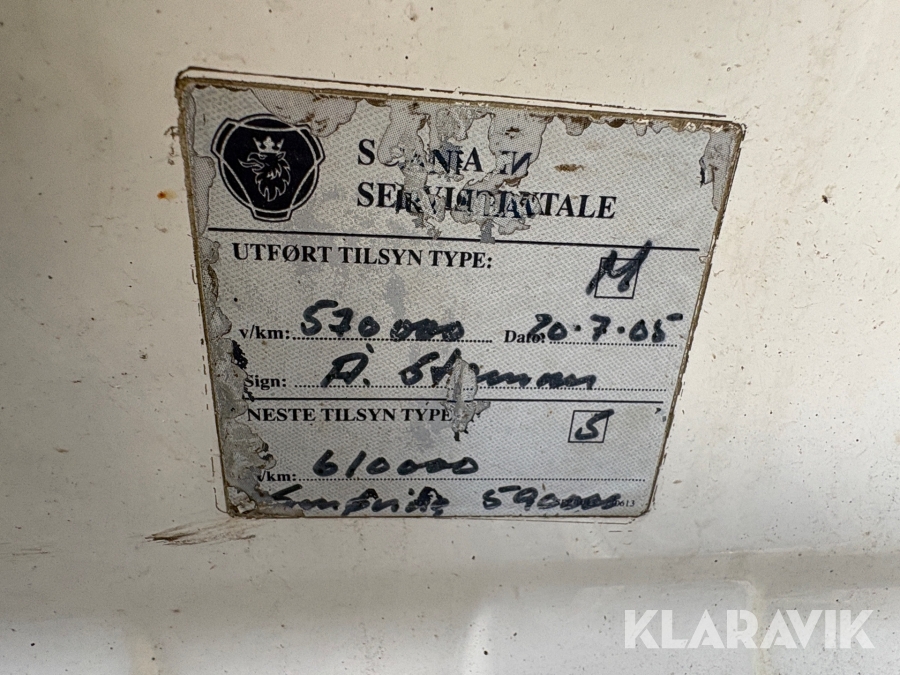 SCANIA
SERVICEAVTALE
UTFØRT TILSYN TYPE: M
v/km: 570000 Dato: 20.7.05
Sign: Å.
NESTE TILSYN TYPE S
v/km: 610000
590000
KLARAVIK